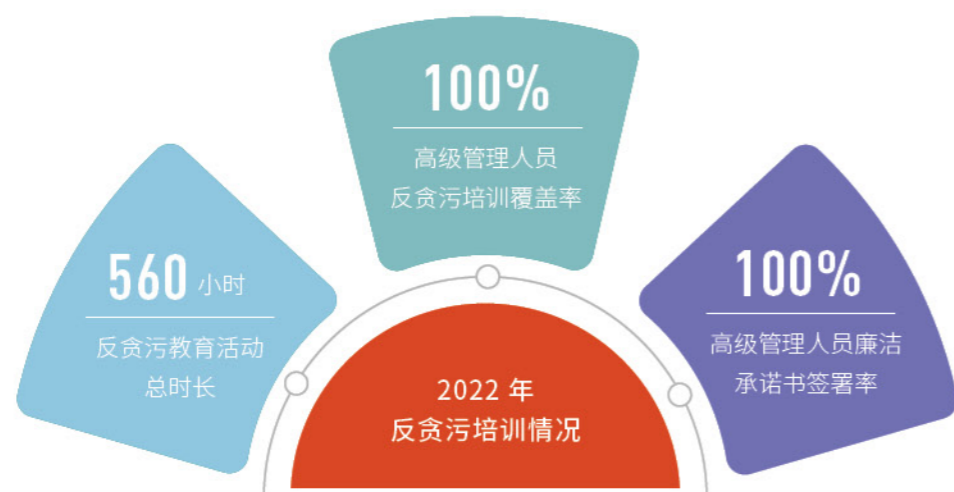 560 小时
反贪污教育活动
总时长
100%
高级管理人员
反贪污培训覆盖率
100%
高级管理人员廉洁
承诺书签署率
2022 年
反贪污培训情况